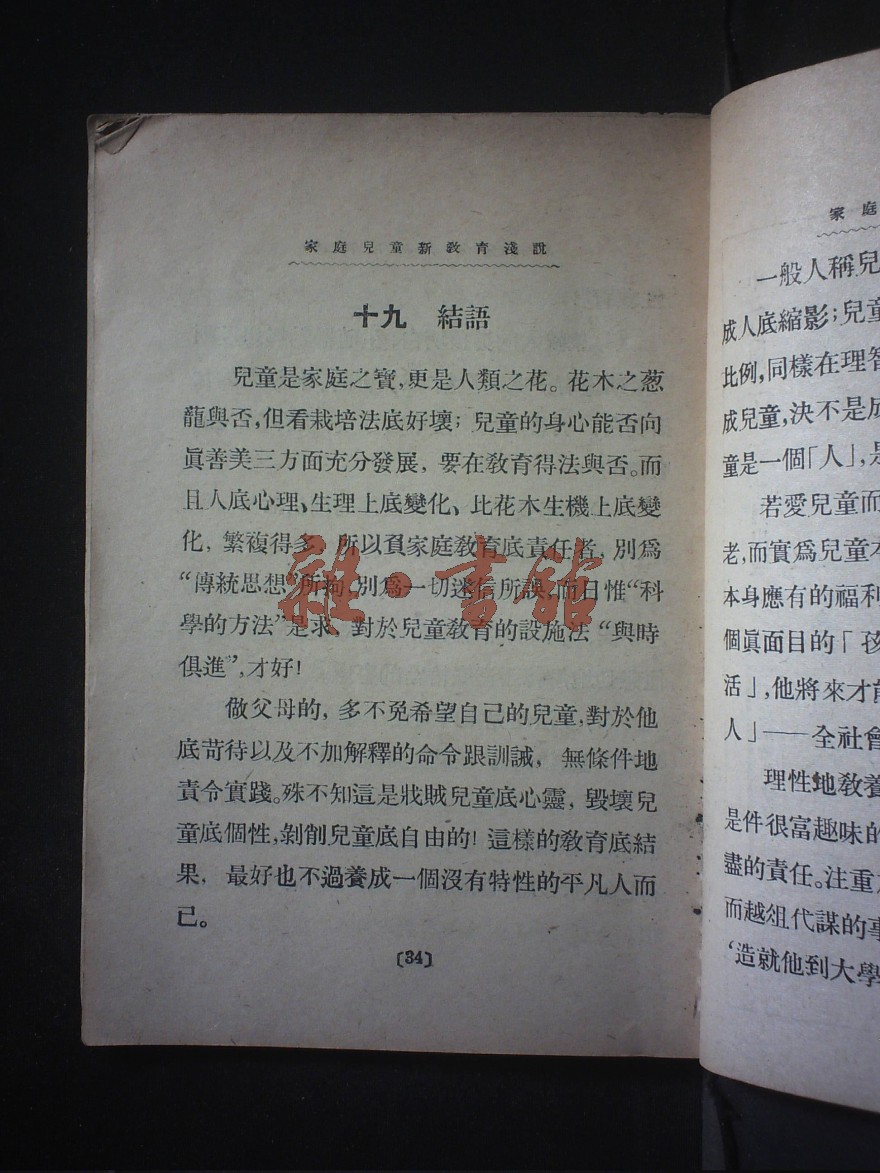 家庭兒童新教育淺說
十九 結語
兒童是家庭之寶,更是人類之花。花木之葱
龍與否,但看栽培法底好壞;兒童的身心能否向
眞善美三方面充分發展,要在教育得法與否。而
且人底心理、生理上底變化、比花木生機上底變
化,繁複得多,所以負家庭教育底責任者,別爲
“傳統思想”所拘,別爲一切迷信所誤,而日惟“科
學的方法”是求,對於兒童教育的設施法“與時
俱進”,才好!
做父母的,多不免希望自己的兒童,對於他
底苛待以及不加解釋的命令跟訓誡,無條件地
責令實踐。殊不知這是戕賊兒童底心靈,毀壞兒
童底個性,剝削兒童底自由的!這樣的教育底結
果,最好也不過養成一個沒有特性的平凡人而
已。
〔34〕
雜·書館
家庭
一般人稱兒
成人底縮影;兒童
比例,同樣在理智
成兒童,決不是成
童是一個「人」,是
若愛兒童而
老,而實爲兒童本
本身應有的福利
個眞面目的「孩
活」,他將來才能
人」——全社會
理性地教養
是件很富趣味的
盡的責任。注重
而越俎代謀的事
‘造就他到大學